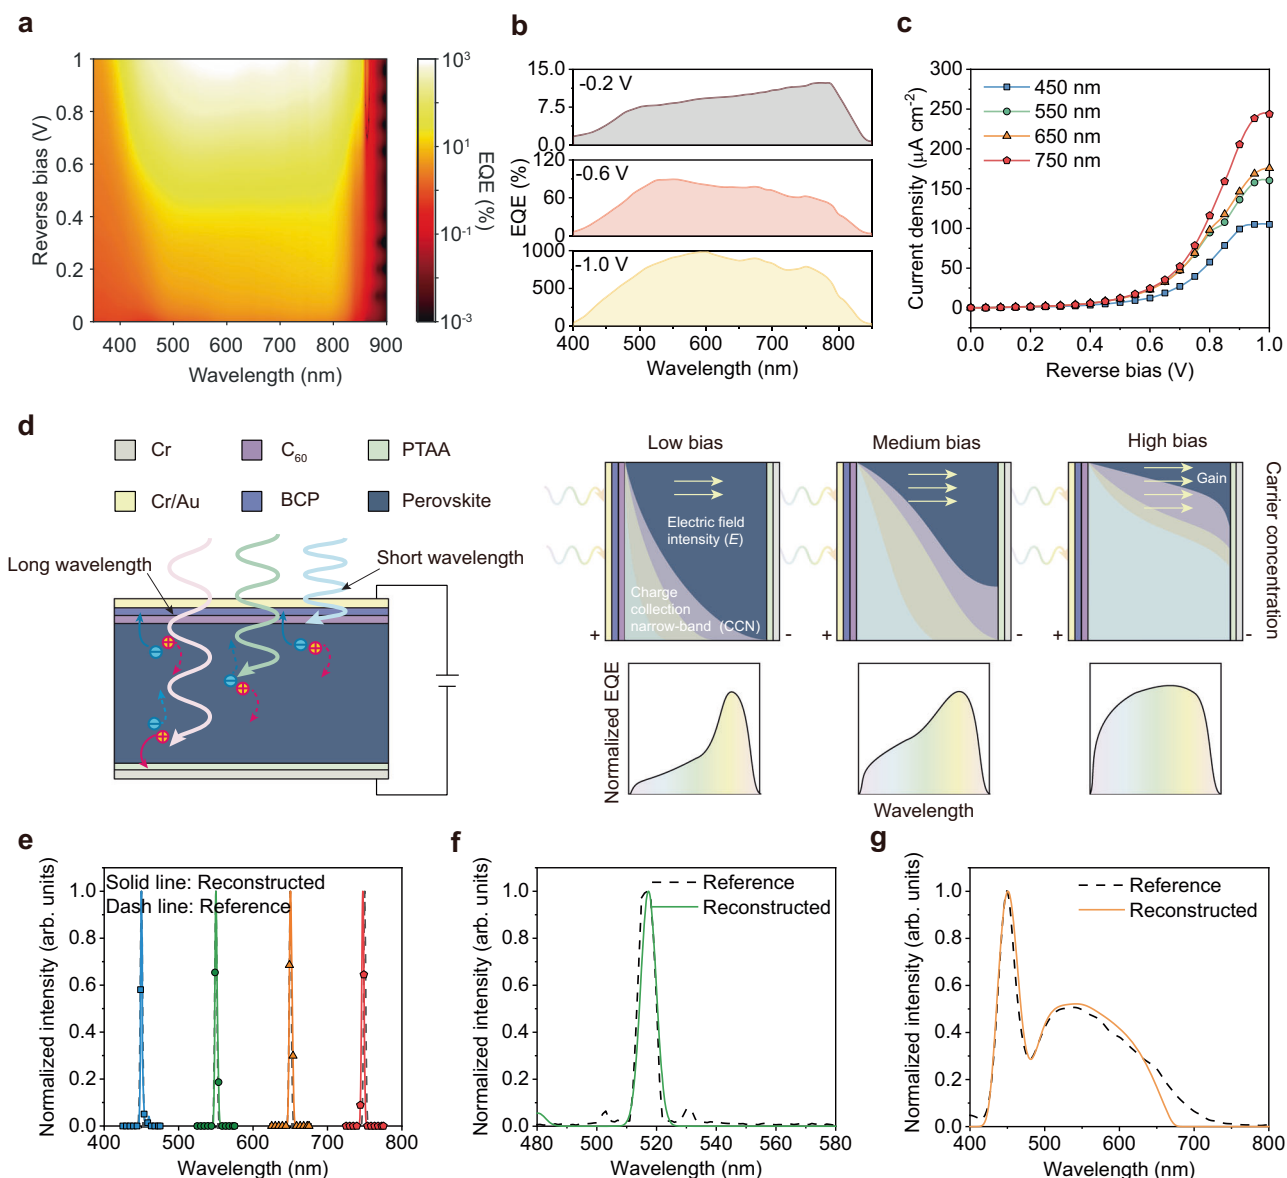 a
1
0.8
0.6
0.4
0.2
0
Reverse bias (V)
400 500 600 700 800 900
Wavelength (nm)
10³
10¹
10⁻¹
10⁻³
EQE (%)
b
15.0
7.5
0.0
-0.2 V
120
60
0
-0.6 V
1000
500
0
-1.0 V
EQE (%)
400 500 600 700 800
Wavelength (nm)
c
300
250
200
150
100
50
0
Current density (μA cm⁻²)
450 nm
550 nm
650 nm
750 nm
0.0 0.2 0.4 0.6 0.8 1.0
Reverse bias (V)
d
Cr
C₆₀
PTAA
Cr/Au
BCP
Perovskite
Long wavelength
Short wavelength
Low bias
Medium bias
High bias
Electric field
intensity (E)
Charge
collection
narrow-band (CCN)
Gain
Carrier concentration
+ -
+ -
+ -
Normalized EQE
Wavelength
e
Solid line: Reconstructed
Dash line: Reference
1.0
0.8
0.6
0.4
0.2
0.0
Normalized intensity (arb. units)
400 500 600 700 800
Wavelength (nm)
f
Reference
Reconstructed
1.0
0.8
0.6
0.4
0.2
0.0
Normalized intensity (arb. units)
480 500 520 540 560 580
Wavelength (nm)
g
Reference
Reconstructed
1.0
0.8
0.6
0.4
0.2
0.0
Normalized intensity (arb. units)
400 500 600 700 800
Wavelength (nm)